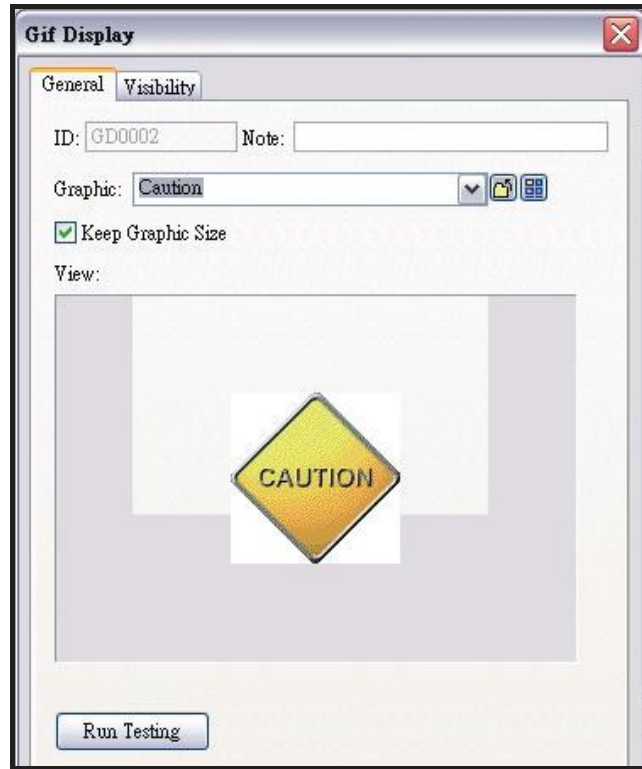 Gif Display
General Visibility
ID: GD0002 Note:
Graphic: Caution
Keep Graphic Size
View:
CAUTION
Run Testing